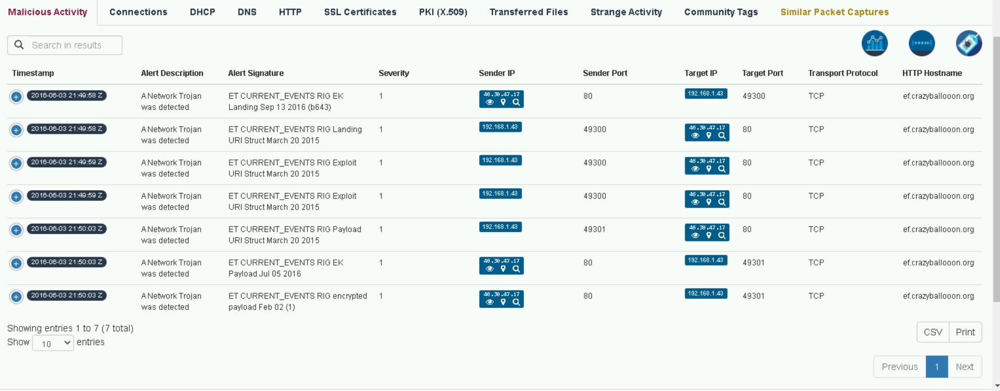 Malicious Activity Connections DHCP DNS HTTP SSL Certificates PKI (X.509) Transferred Files Strange Activity Community Tags Similar Packet Captures
Search in results
Timestamp Alert Description Alert Signature Severity Sender IP Sender Port Target IP Target Port Transport Protocol HTTP Hostname
2016-06-03 21:49:58 Z A Network Trojan ET CURRENT_EVENTS RIG EK 1 46.30.47.17 80 192.168.1.43 49300 TCP ef.crazyballooon.org
was detected Landing Sep 13 2016 (b643)
2016-06-03 21:49:58 Z A Network Trojan ET CURRENT_EVENTS RIG Landing 1 192.168.1.43 49300 46.30.47.17 80 TCP ef.crazyballooon.org
was detected URI Struct March 20 2015
2016-06-03 21:49:59 Z A Network Trojan ET CURRENT_EVENTS RIG Exploit 1 192.168.1.43 49300 46.30.47.17 80 TCP ef.crazyballooon.org
was detected URI Struct March 20 2015
2016-06-03 21:49:59 Z A Network Trojan ET CURRENT_EVENTS RIG Exploit 1 192.168.1.43 49300 46.30.47.17 80 TCP ef.crazyballooon.org
was detected URI Struct March 20 2015
2016-06-03 21:50:03 Z A Network Trojan ET CURRENT_EVENTS RIG Payload 1 192.168.1.43 49301 46.30.47.17 80 TCP ef.crazyballooon.org
was detected URI Struct March 20 2015
2016-06-03 21:50:03 Z A Network Trojan ET CURRENT_EVENTS RIG EK 1 46.30.47.17 80 192.168.1.43 49301 TCP ef.crazyballooon.org
was detected Payload Jul 05 2016
2016-06-03 21:50:03 Z A Network Trojan ET CURRENT_EVENTS RIG encrypted 1 46.30.47.17 80 192.168.1.43 49301 TCP ef.crazyballooon.org
was detected payload Feb 02 (1)
Showing entries 1 to 7 (7 total)
Show 10 entries
CSV Print
Previous 1 Next